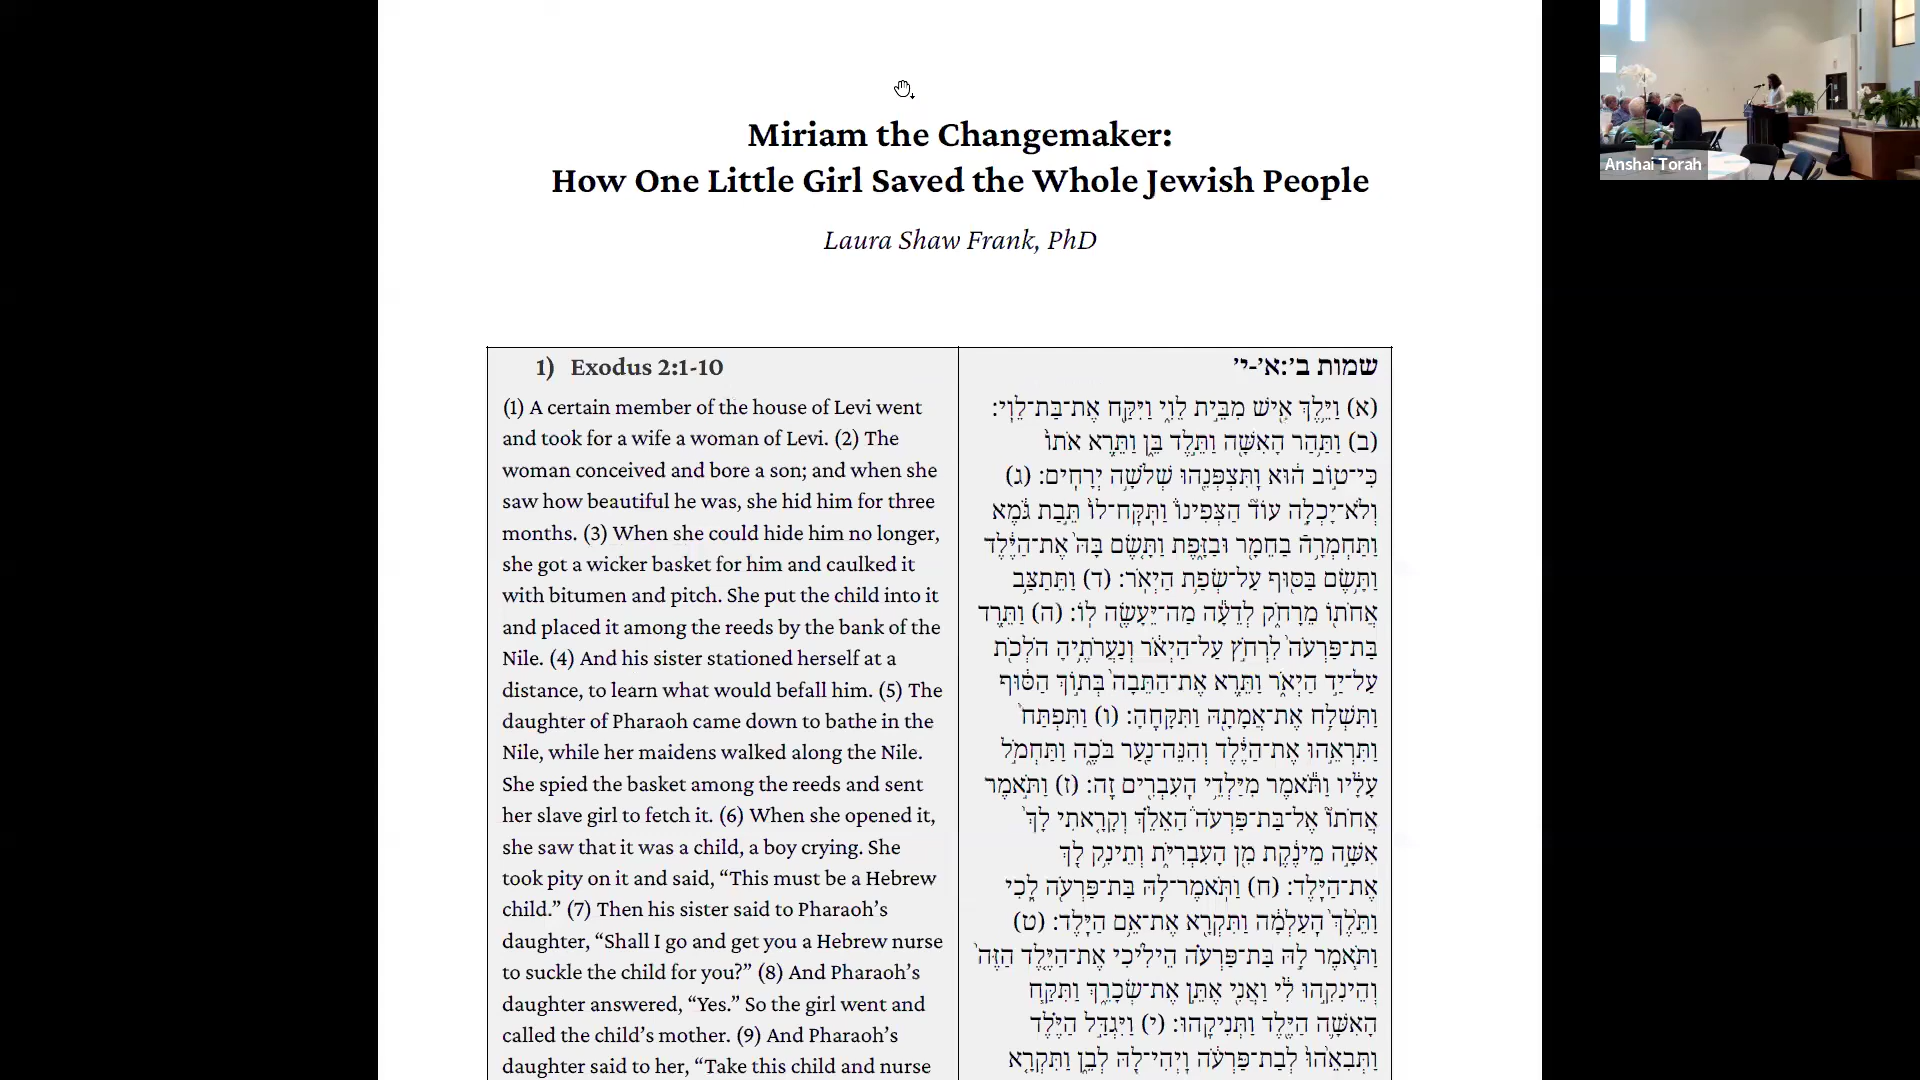 Miriam the Changemaker:
How One Little Girl Saved the Whole Jewish People
Laura Shaw Frank, PhD
1) Exodus 2:1-10
(1) A certain member of the house of Levi went
and took for a wife a woman of Levi. (2) The
woman conceived and bore a son; and when she
saw how beautiful he was, she hid him for three
months. (3) When she could hide him no longer,
she got a wicker basket for him and caulked it
with bitumen and pitch. She put the child into it
and placed it among the reeds by the bank of the
Nile. (4) And his sister stationed herself at a
distance, to learn what would befall him. (5) The
daughter of Pharaoh came down to bathe in the
Nile, while her maidens walked along the Nile.
She spied the basket among the reeds and sent
her slave girl to fetch it. (6) When she opened it,
she saw that it was a child, a boy crying. She
took pity on it and said, “This must be a Hebrew
child.” (7) Then his sister said to Pharaoh’s
daughter, “Shall I go and get you a Hebrew nurse
to suckle the child for you?” (8) And Pharaoh’s
daughter answered, “Yes.” So the girl went and
called the child’s mother. (9) And Pharaoh’s
daughter said to her, “Take this child and nurse
שמות ב׳:א׳-י׳
(א) וַיֵּ֥לֶךְ אִ֖ישׁ מִבֵּ֣ית לֵוִ֑י וַיִּקַּ֖ח אֶת־בַּת־לֵוִֽי׃
(ב) וַתַּ֥הַר הָאִשָּׁ֖ה וַתֵּ֣לֶד בֵּ֑ן וַתֵּ֤רֶא אֹתוֹ֙
כִּי־ט֣וֹב ה֔וּא וַֽתִּצְפְּנֵ֖הוּ שְׁלֹשָׁ֥ה יְרָחִֽים׃ (ג)
וְלֹא־יָכְלָ֣ה עוֹד֮ הַצְּפִינוֹ֒ וַתִּֽקַּֽח־לוֹ֙ תֵּ֣בַת גֹּ֔מֶא
וַתַּחְמְרָ֥ה בַחֵמָ֖ר וּבַזָּ֑פֶת וַתָּ֤שֶׂם בָּהּ֙ אֶת־הַיֶּ֔לֶד
וַתָּ֥שֶׂם בַּסּ֖וּף עַל־שְׂפַ֥ת הַיְאֹֽר׃ (ד) וַתֵּתַצַּ֥ב
אֲחֹת֖וֹ מֵרָחֹ֑ק לְדֵעָ֕ה מַה־יֵּעָשֶׂ֖ה לֽוֹ׃ (ה) וַתֵּ֤רֶד
בַּת־פַּרְעֹה֙ לִרְחֹ֣ץ עַל־הַיְאֹ֔ר וְנַעֲרֹתֶ֥יהָ הֹלְכֹ֖ת
עַל־יַ֣ד הַיְאֹ֑ר וַתֵּ֤רֶא אֶת־הַתֵּבָה֙ בְּת֣וֹךְ הַסּ֔וּף
וַתִּשְׁלַ֥ח אֶת־אֲמָתָ֖הּ וַתִּקָּחֶֽהָ׃ (ו) וַתִּפְתַּח֙
וַתִּרְאֵ֣הוּ אֶת־הַיֶּ֔לֶד וְהִנֵּה־נַ֖עַר בֹּכֶ֑ה וַתַּחְמֹ֣ל
עָלָ֔יו וַתֹּ֕אמֶר מִיַּלְדֵ֥י הָֽעִבְרִ֖ים זֶֽה׃ (ז) וַתֹּ֣אמֶר
אֲחֹתוֹ֮ אֶל־בַּת־פַּרְעֹה֒ הַאֵלֵ֗ךְ וְקָרָ֤אתִי לָךְ֙
אִשָּׁ֣ה מֵינֶ֔קֶת מִ֖ן הָעִבְרִיֹּ֑ת וְתֵינִ֥ק לָ֖ךְ
אֶת־הַיָּֽלֶד׃ (ח) וַתֹּֽאמֶר־לָ֥הּ בַּת־פַּרְעֹ֖ה לֵ֑כִי
וַתֵּ֙לֶךְ֙ הָֽעַלְמָ֔ה וַתִּקְרָ֖א אֶת־אֵ֥ם הַיָּֽלֶד׃ (ט)
וַתֹּ֧אמֶר לָ֣הּ בַּת־פַּרְעֹ֗ה הֵילִ֜יכִי אֶת־הַיֶּ֤לֶד הַזֶּה֙
וְהֵינִקִ֣הוּ לִ֔י וַאֲנִ֖י אֶתֵּ֣ן אֶת־שְׂכָרֵ֑ךְ וַתִּקַּ֧ח
הָאִשָּׁ֛ה הַיֶּ֖לֶד וַתְּנִיקֵֽהוּ׃ (י) וַיִּגְדַּ֣ל הַיֶּ֗לֶד
וַתְּבִאֵ֙הוּ֙ לְבַת־פַּרְעֹ֔ה וַֽיְהִי־לָ֖הּ לְבֵ֑ן וַתִּקְרָ֤א
Anshai Torah